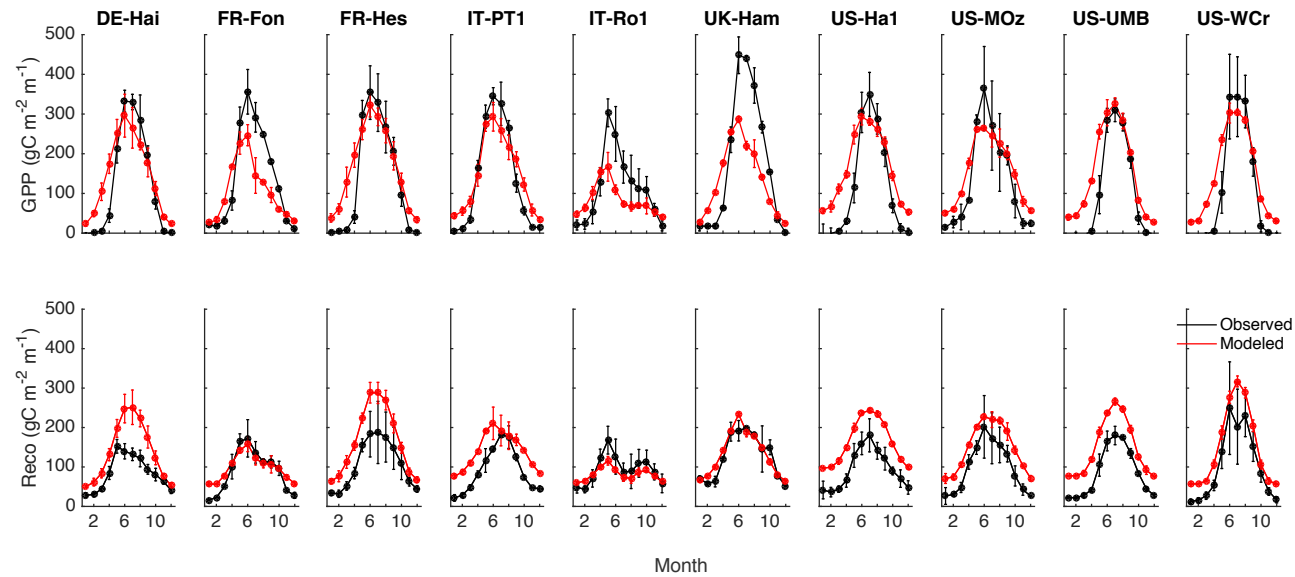 DE-Hai FR-Fon FR-Hes IT-PT1 IT-Ro1 UK-Ham US-Ha1 US-MOz US-UMB US-WCr
GPP (gC m⁻² m⁻¹)
500
400
300
200
100
0
Reco (gC m⁻² m⁻¹)
500
400
300
200
100
0
Observed
Modeled
2 6 10 2 6 10 2 6 10 2 6 10 2 6 10 2 6 10 2 6 10 2 6 10 2 6 10 2 6 10
Month